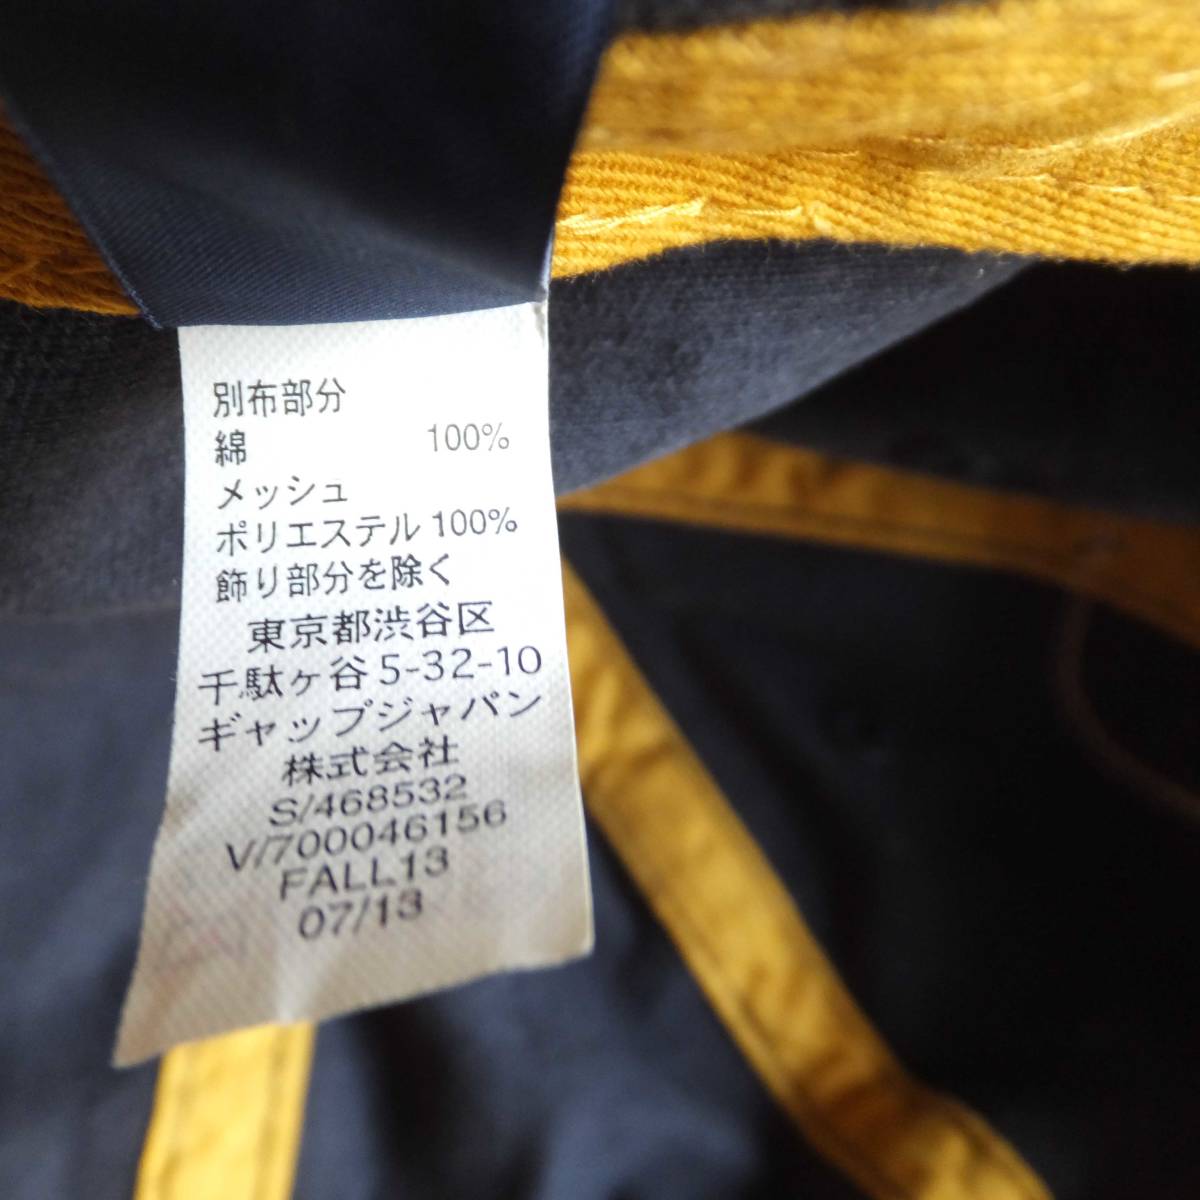 別布部分
綿 100%
メッシュ
ポリエステル 100%
飾り部分を除く
東京都渋谷区
千駄ヶ谷 5-32-10
ギャップジャパン
株式会社
S/468532
V/700046156
FALL13
07/13